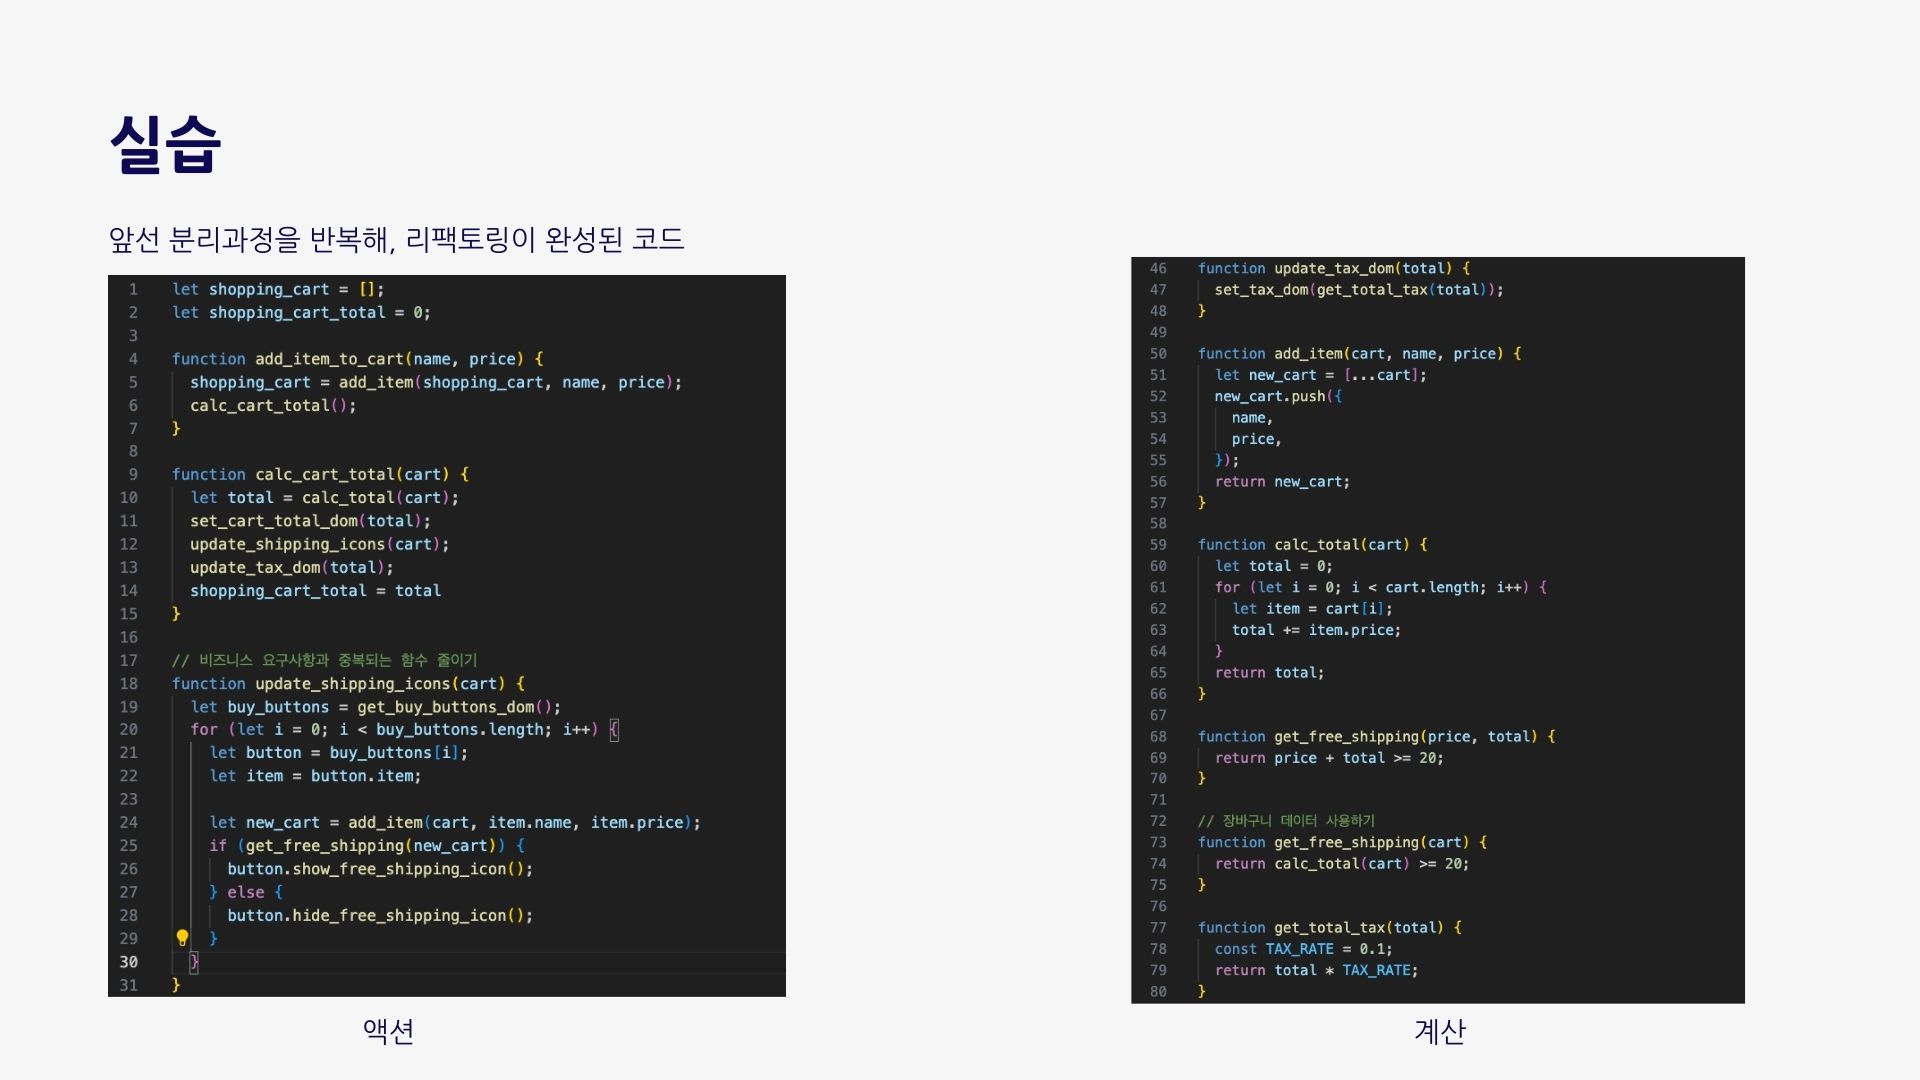 실습
앞선 분리과정을 반복해, 리팩토링이 완성된 코드
1 let shopping_cart = [];
2 let shopping_cart_total = 0;
3
4 function add_item_to_cart(name, price) {
5 shopping_cart = add_item(shopping_cart, name, price);
6 calc_cart_total();
7 }
8
9 function calc_cart_total(cart) {
10 let total = calc_total(cart);
11 set_cart_total_dom(total);
12 update_shipping_icons(cart);
13 update_tax_dom(total);
14 shopping_cart_total = total
15 }
16
17 // 비즈니스 요구사항과 중복되는 함수 줄이기
18 function update_shipping_icons(cart) {
19 let buy_buttons = get_buy_buttons_dom();
20 for (let i = 0; i < buy_buttons.length; i++) {
21 let button = buy_buttons[i];
22 let item = button.item;
23
24 let new_cart = add_item(cart, item.name, item.price);
25 if (get_free_shipping(new_cart)) {
26 button.show_free_shipping_icon();
27 } else {
28 button.hide_free_shipping_icon();
29 }
30 }
31 }
액션
46 function update_tax_dom(total) {
47 set_tax_dom(get_total_tax(total));
48 }
49
50 function add_item(cart, name, price) {
51 let new_cart = [...cart];
52 new_cart.push({
53 name,
54 price,
55 });
56 return new_cart;
57 }
58
59 function calc_total(cart) {
60 let total = 0;
61 for (let i = 0; i < cart.length; i++) {
62 let item = cart[i];
63 total += item.price;
64 }
65 return total;
66 }
67
68 function get_free_shipping(price, total) {
69 return price + total >= 20;
70 }
71
72 // 장바구니 데이터 사용하기
73 function get_free_shipping(cart) {
74 return calc_total(cart) >= 20;
75 }
76
77 function get_total_tax(total) {
78 const TAX_RATE = 0.1;
79 return total * TAX_RATE;
80 }
계산